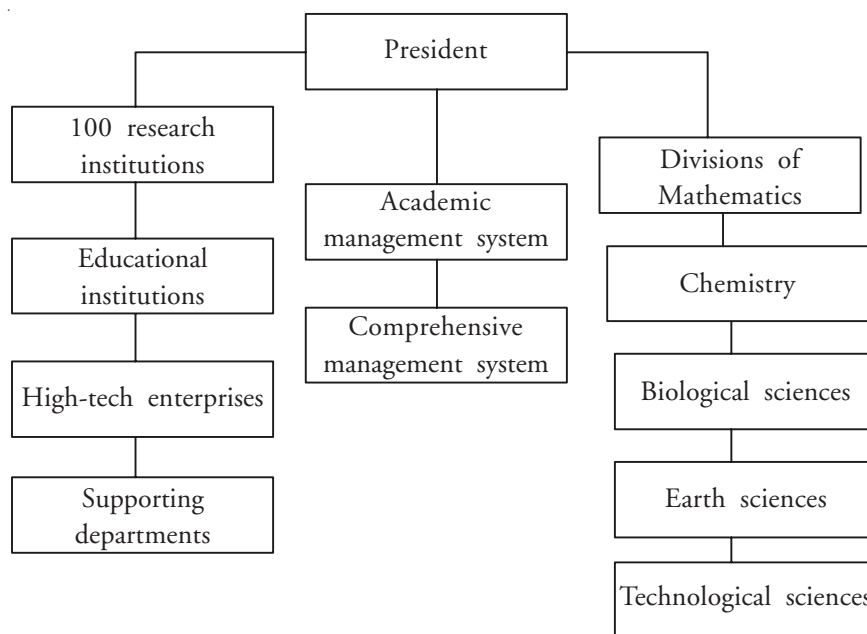 President
100 research
institutions
Educational
institutions
High-tech enterprises
Supporting
departments
Academic
management system
Comprehensive
management system
Divisions of
Mathematics
Chemistry
Biological sciences
Earth sciences
Technological sciences